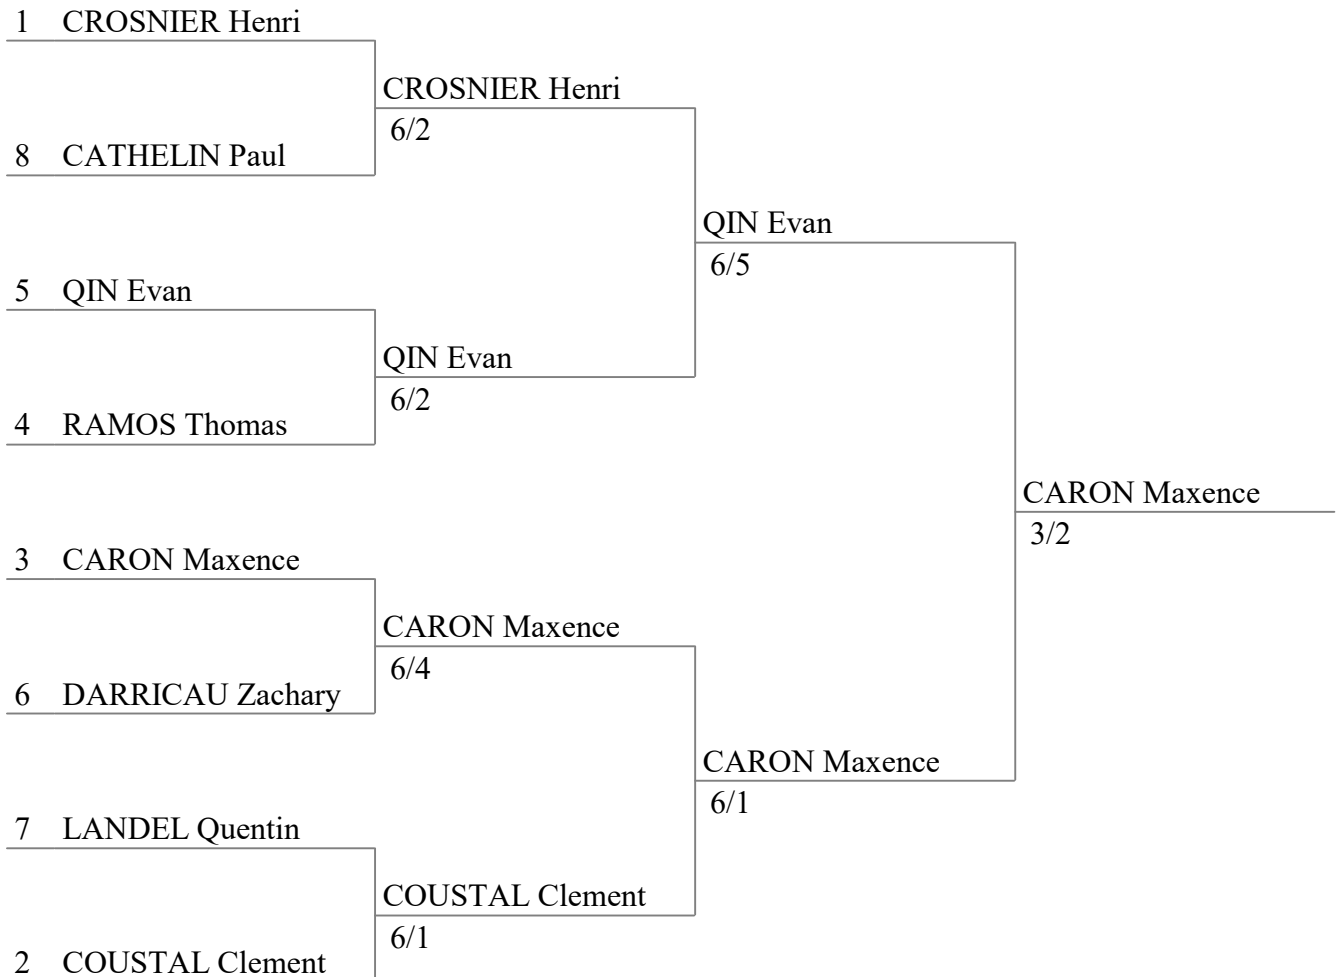 1 CROSNIER Henri
CROSNIER Henri
6/2
8 CATHELIN Paul
QIN Evan
6/5
5 QIN Evan
QIN Evan
6/2
4 RAMOS Thomas
CARON Maxence
3/2
3 CARON Maxence
CARON Maxence
6/4
6 DARRICAU Zachary
CARON Maxence
6/1
7 LANDEL Quentin
COUSTAL Clement
6/1
2 COUSTAL Clement